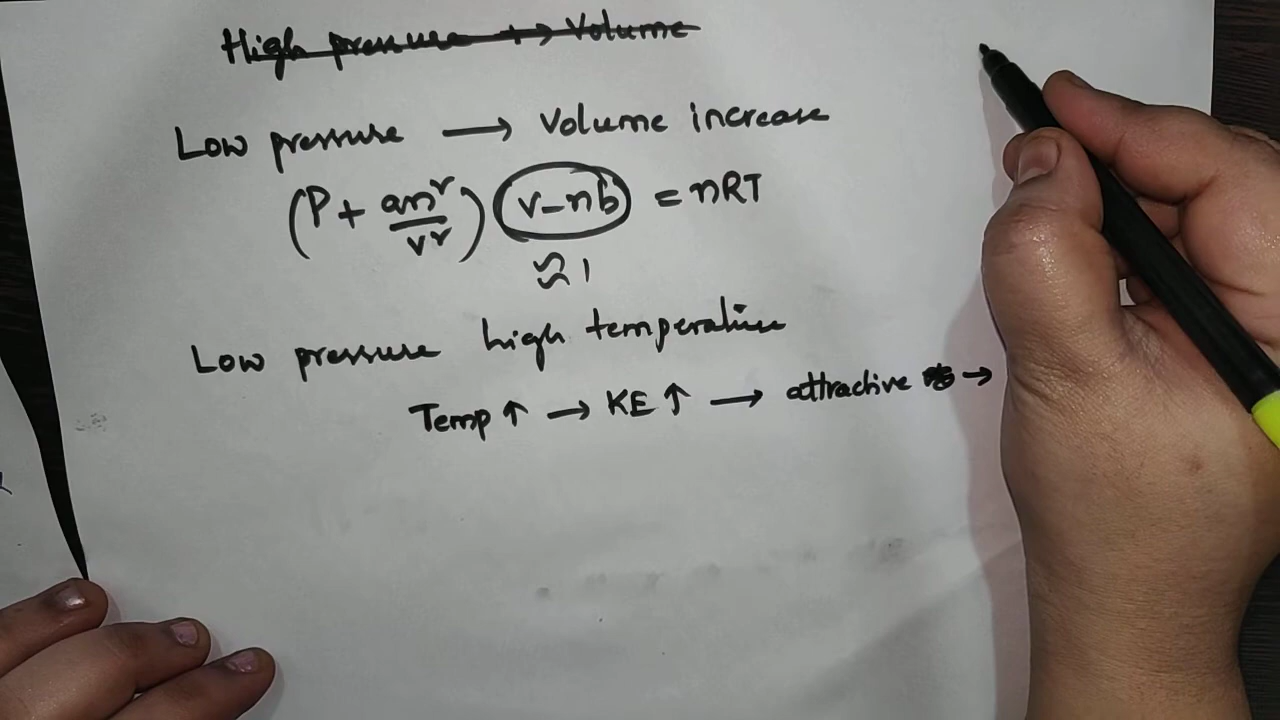 High pressure → Volume
Low pressure → Volume increase
(P + an²/v²) (v-nb) = nRT
≈ 1
Low pressure high temperature
Temp ↑ → KE ↑ → attractive →